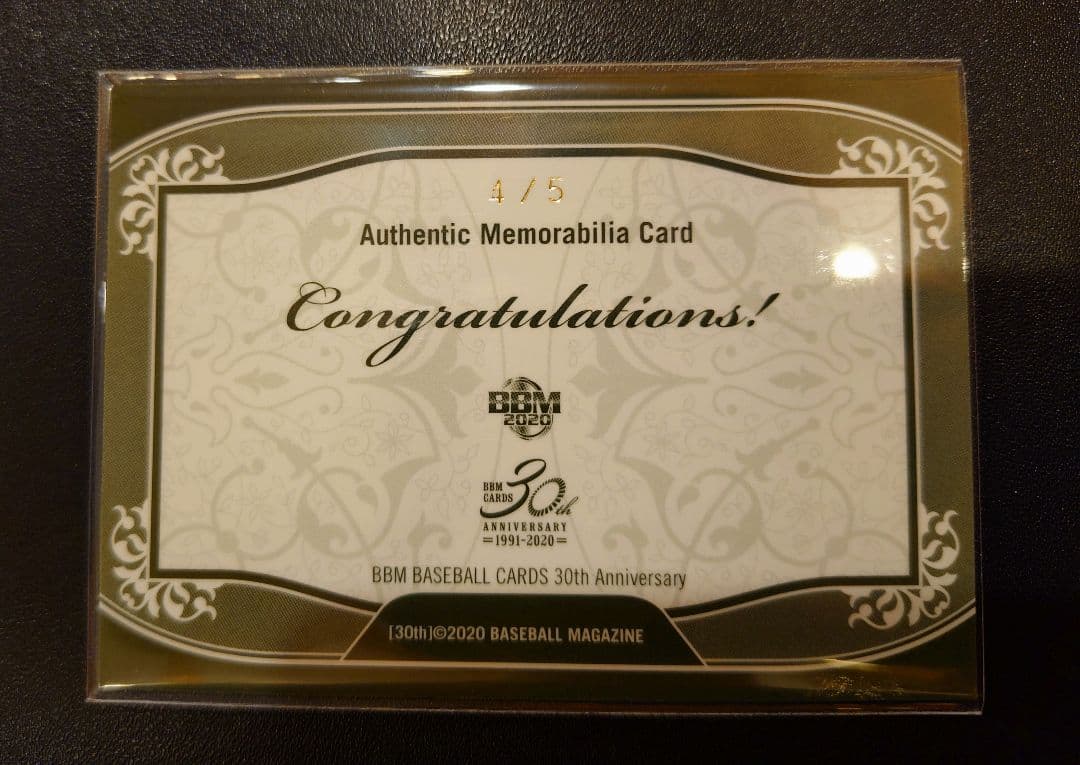 4/5
Authentic Memorabilia Card
Congratulations!
BBM
2020
BBM
CARDS
30th
ANNIVERSARY
=1991-2020=
BBM BASEBALL CARDS 30th Anniversary
[30th]©2020 BASEBALL MAGAZINE